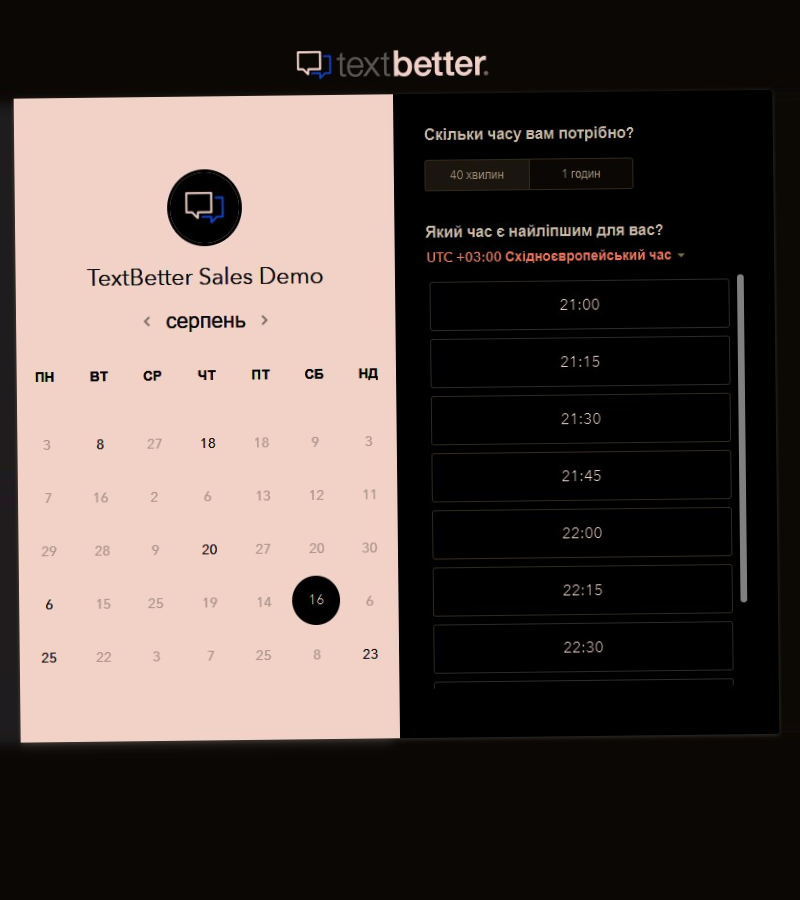 textbetter.
TextBetter Sales Demo
серпень
ПН ВТ СР ЧТ ПТ СБ НД
3 8 27 18 18 9 3
7 16 2 6 13 12 11
29 28 9 20 27 20 30
6 15 25 19 14 16 6
25 22 3 7 25 8 23
Скільки часу вам потрібно?
40 хвилин 1 годин
Який час є найліпшим для вас?
UTC +03:00 Східноєвропейський час
21:00
21:15
21:30
21:45
22:00
22:15
22:30